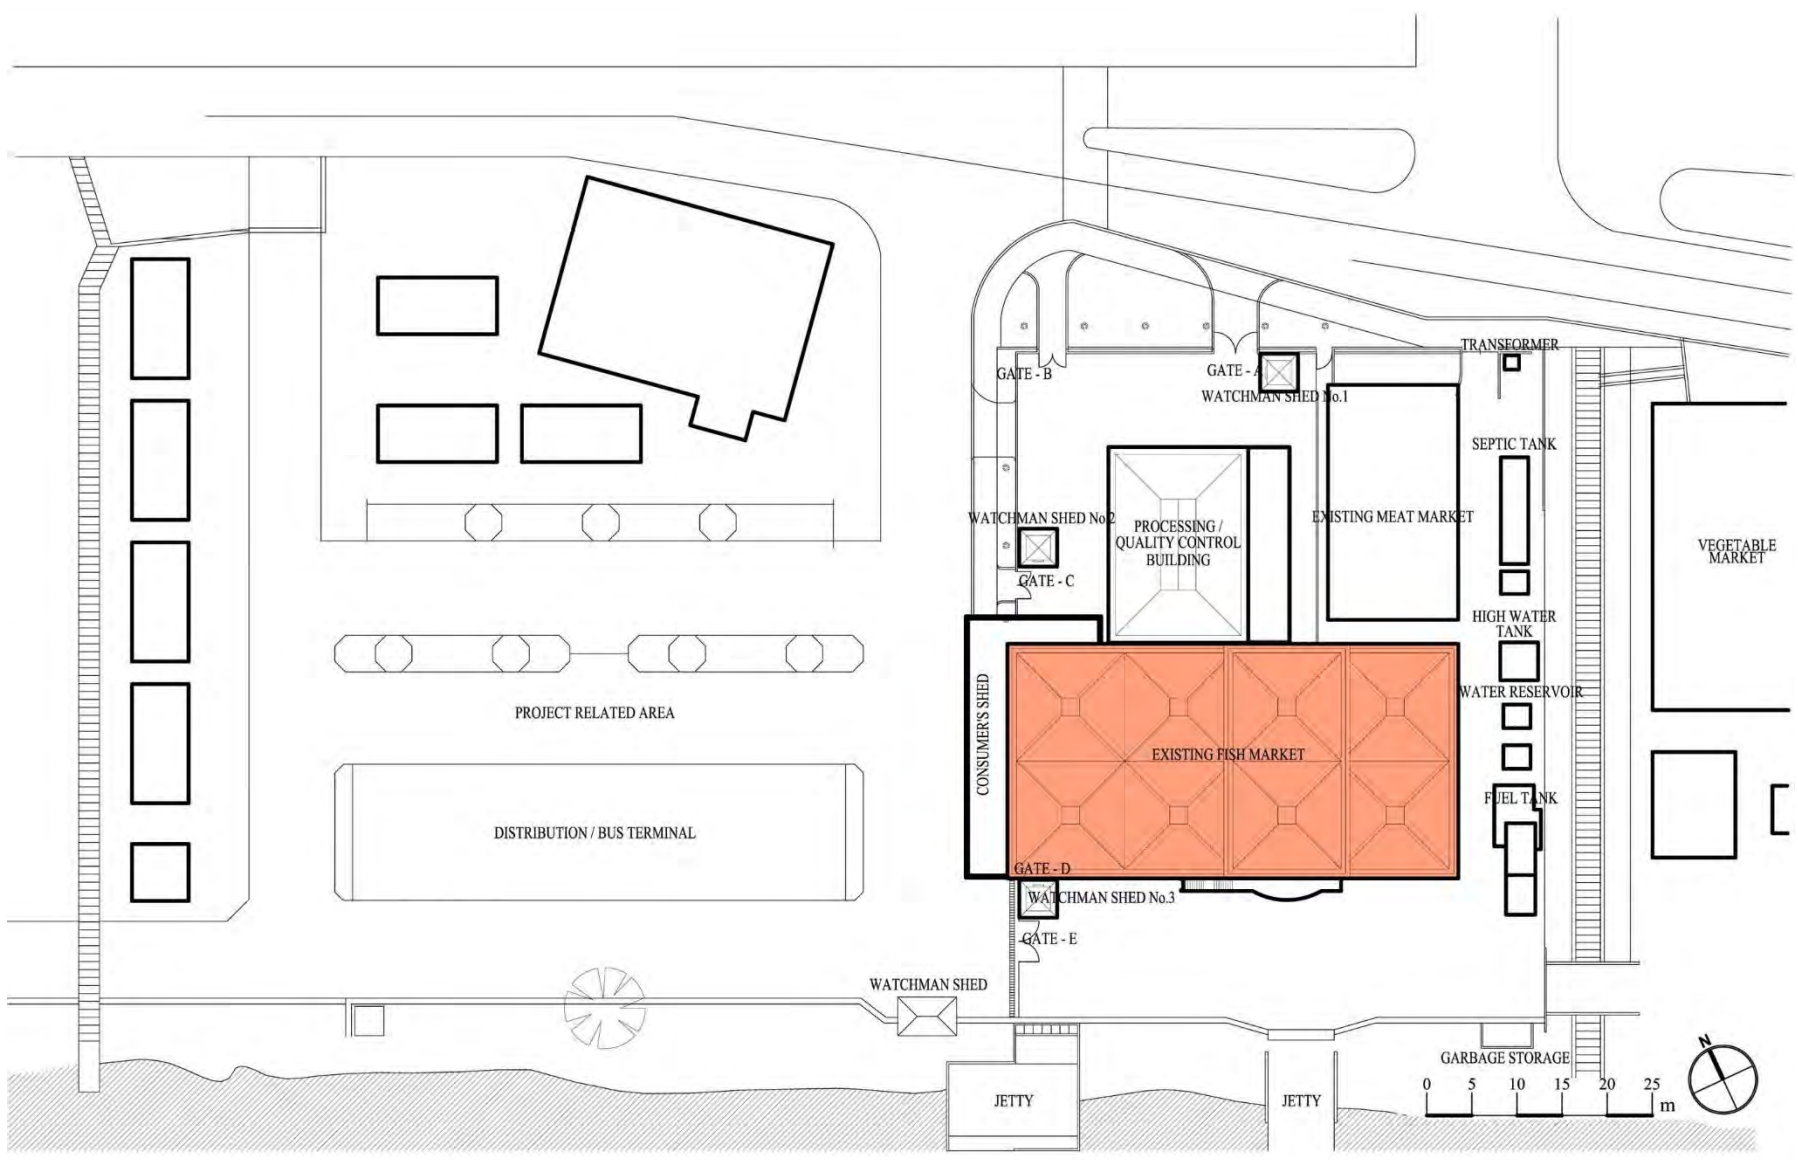 TRANSFORMER
GATE - B
GATE - A
WATCHMAN SHED No.1
SEPTIC TANK
WATCHMAN SHED No.2
PROCESSING /
QUALITY CONTROL
BUILDING
EXISTING MEAT MARKET
VEGETABLE
MARKET
GATE - C
HIGH WATER
TANK
WATER RESERVOIR
PROJECT RELATED AREA
CONSUMER'S SHED
EXISTING FISH MARKET
FUEL TANK
DISTRIBUTION / BUS TERMINAL
GATE - D
WATCHMAN SHED No.3
GATE - E
WATCHMAN SHED
GARBAGE STORAGE
N
0 5 10 15 20 25
m
JETTY
JETTY